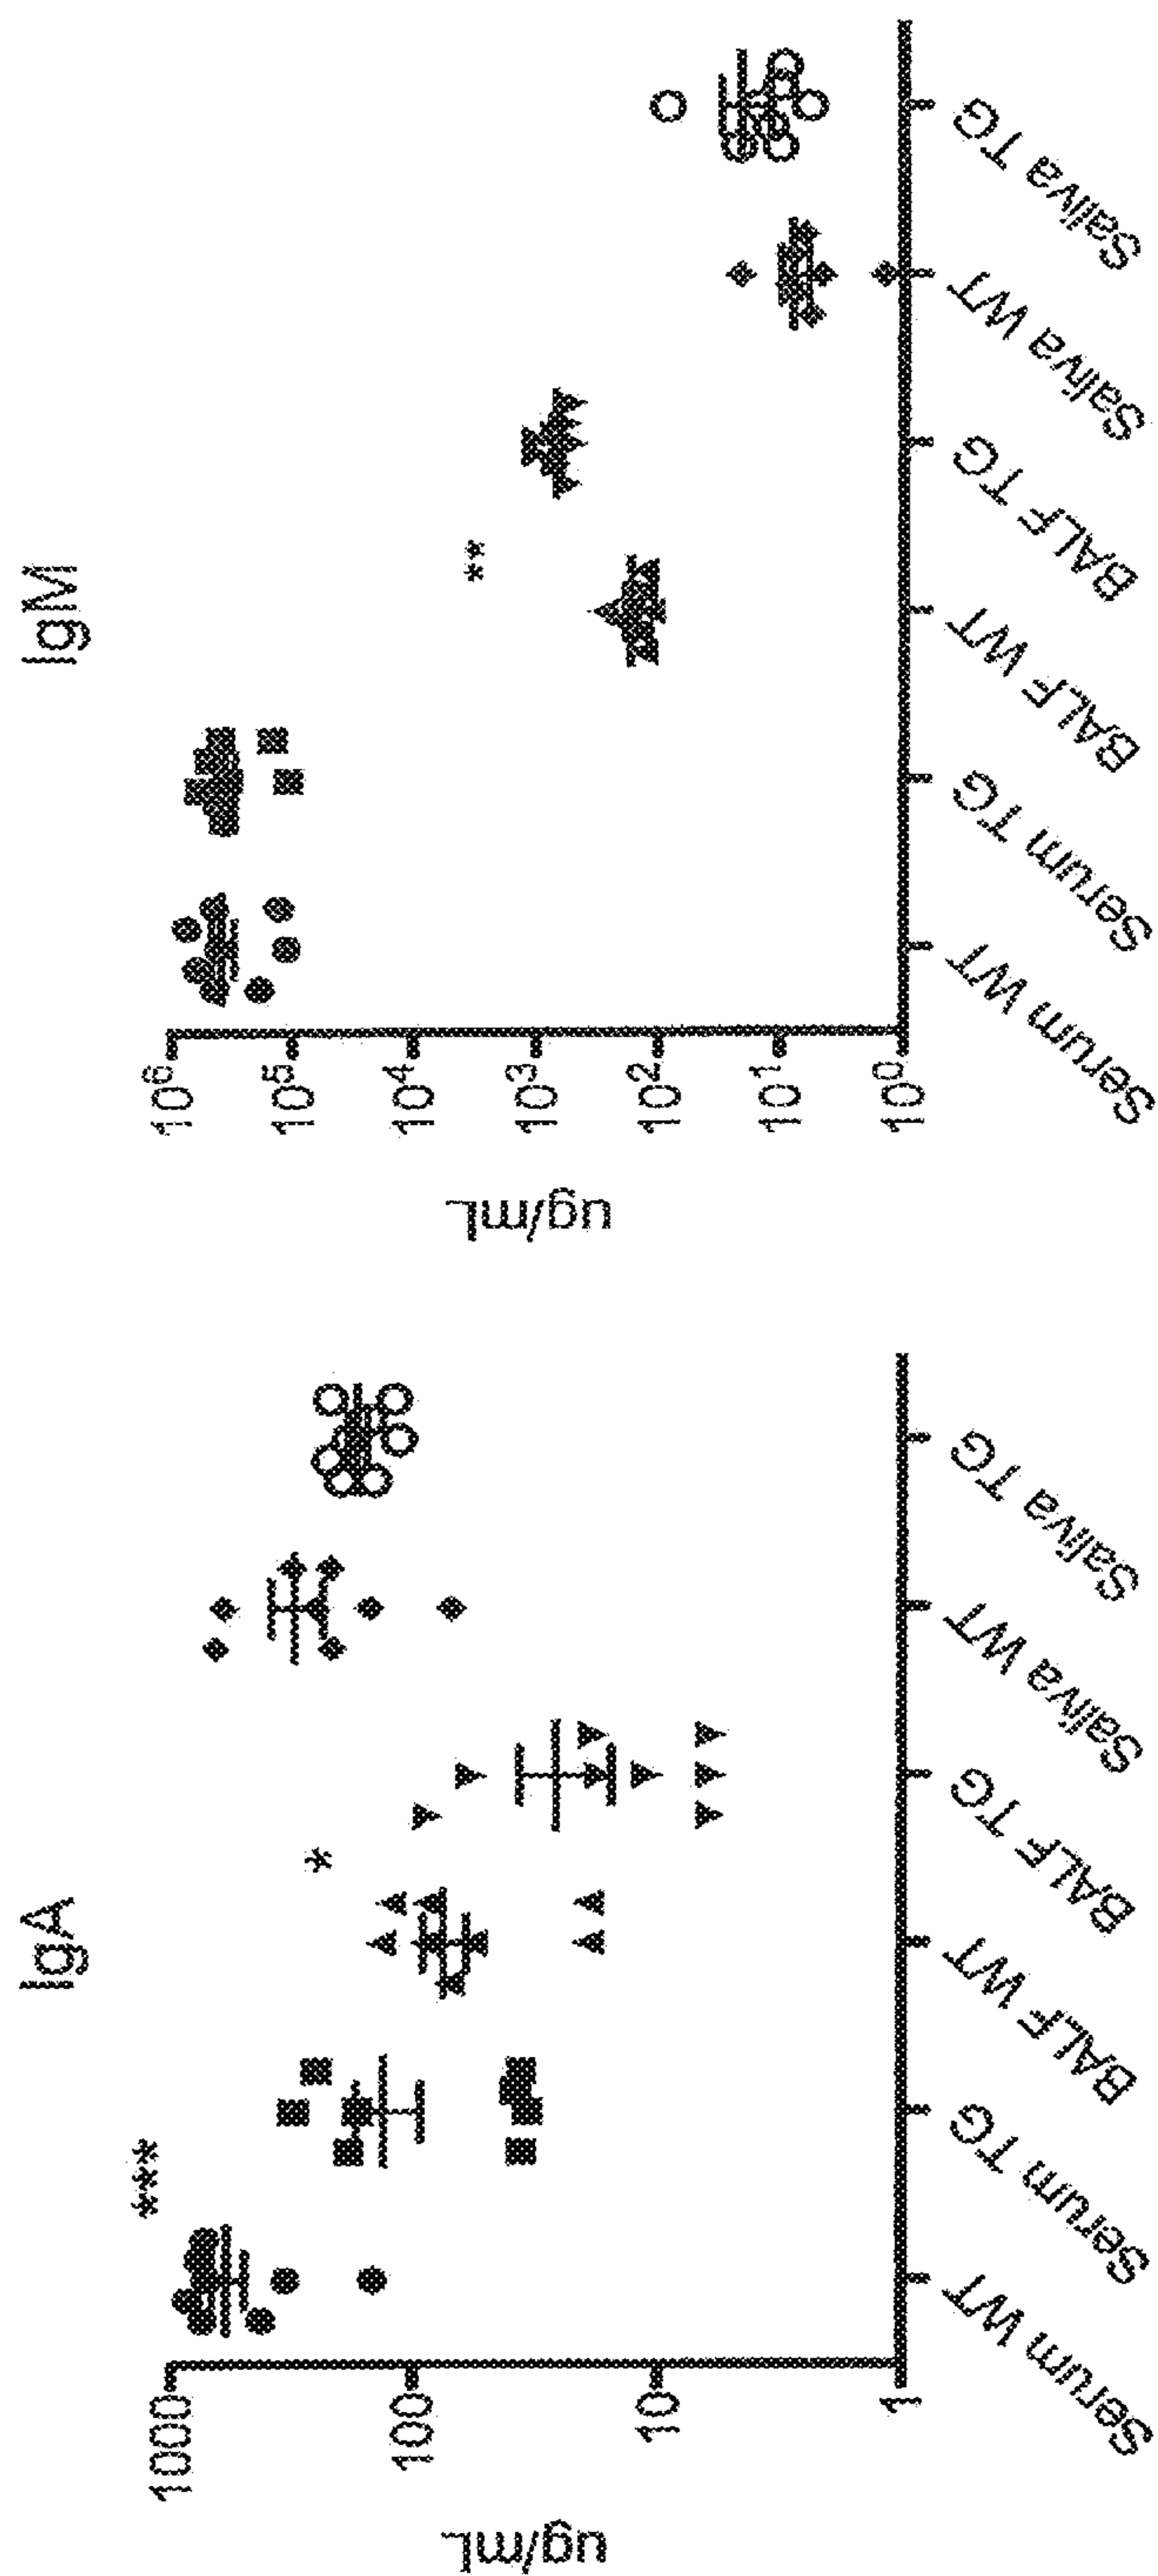 IgA
ug/mL
1000
100
10
1
***
*
Serum WT
Serum TG
BALF WT
BALF TG
Saliva WT
Saliva TG
IgM
ug/mL
10⁶
10⁵
10⁴
10³
10²
10¹
10⁰
**
Serum WT
Serum TG
BALF WT
BALF TG
Saliva WT
Saliva TG